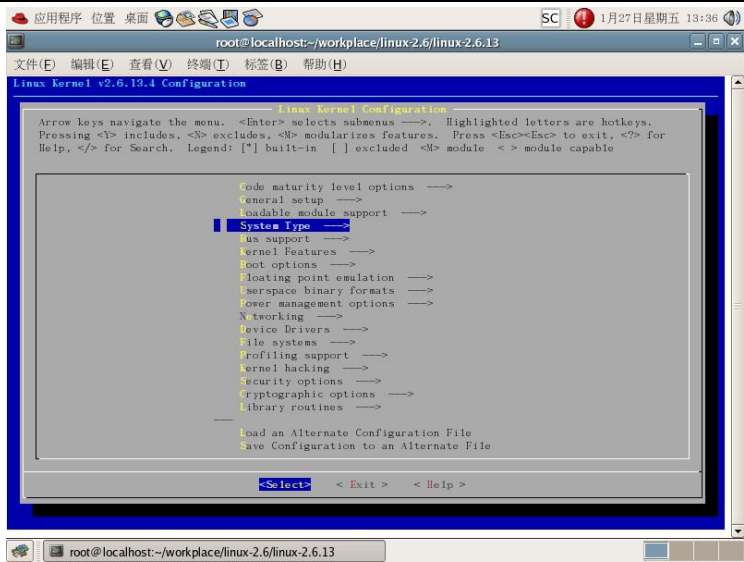 应用程序 位置 桌面 SC 1月27日星期五 13:36
root@localhost:~/workplace/linux-2.6/linux-2.6.13
文件(F) 编辑(E) 查看(V) 终端(T) 标签(B) 帮助(H)
Linux Kernel v2.6.13.4 Configuration
Linux Kernel Configuration
Arrow keys navigate the menu. <Enter> selects submenus --->. Highlighted letters are hotkeys.
Pressing <Y> includes, <N> excludes, <M> modularizes features. Press <Esc><Esc> to exit, <?> for
Help, </> for Search. Legend: [*] built-in [ ] excluded <M> module < > module capable
Code maturity level options --->
General setup --->
Loadable module support --->
System Type --->
Bus support --->
Kernel Features --->
Boot options --->
Floating point emulation --->
Userspace binary formats --->
Power management options --->
Networking --->
Device Drivers --->
File systems --->
Profiling support --->
Kernel hacking --->
Security options --->
Cryptographic options --->
Library routines --->
---
Load an Alternate Configuration File
Save Configuration to an Alternate File
<Select> < Exit > < Help >
root@localhost:~/workplace/linux-2.6/linux-2.6.13